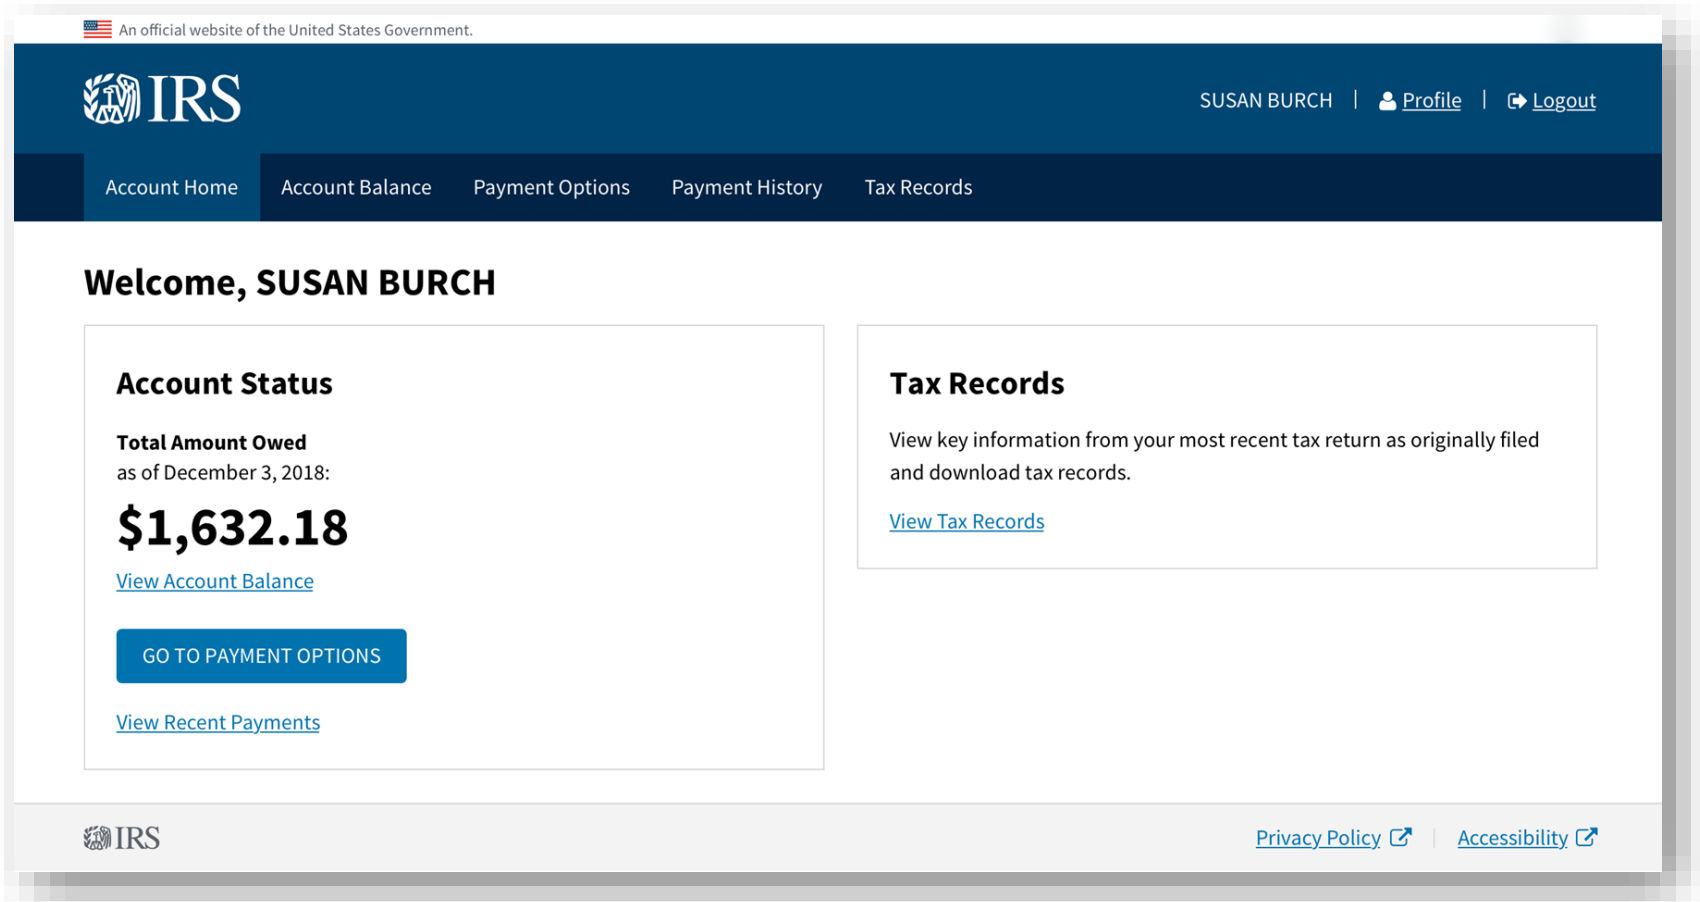 An official website of the United States Government.
IRS
SUSAN BURCH | Profile | Logout
Account Home Account Balance Payment Options Payment History Tax Records
Welcome, SUSAN BURCH
Account Status
Total Amount Owed
as of December 3, 2018:
$1,632.18
View Account Balance
GO TO PAYMENT OPTIONS
View Recent Payments
Tax Records
View key information from your most recent tax return as originally filed
and download tax records.
View Tax Records
IRS
Privacy Policy | Accessibility